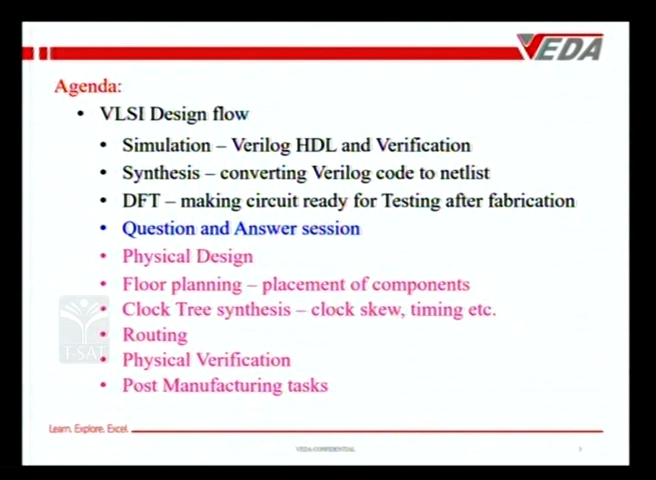 VEDA
Agenda:
• VLSI Design flow
• Simulation – Verilog HDL and Verification
• Synthesis – converting Verilog code to netlist
• DFT – making circuit ready for Testing after fabrication
• Question and Answer session
• Physical Design
• Floor planning – placement of components
• Clock Tree synthesis – clock skew, timing etc.
• Routing
T-SAT
• Physical Verification
• Post Manufacturing tasks
Learn. Explore. Excel.
VEDA CONFIDENTIAL